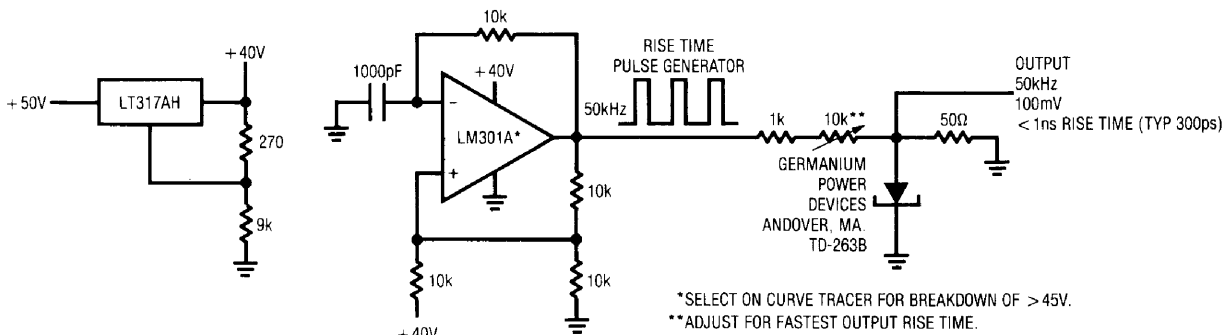 +40V
+50V
LT317AH
270
9k
10k
1000pF
+40V
−
LM301A*
+
10k
10k
10k
+40V
RISE TIME
PULSE GENERATOR
50kHz
1k
10k**
GERMANIUM
POWER
DEVICES
ANDOVER, MA.
TD-263B
50Ω
OUTPUT
50kHz
100mV
< 1ns RISE TIME (TYP 300ps)
*SELECT ON CURVE TRACER FOR BREAKDOWN OF >45V.
**ADJUST FOR FASTEST OUTPUT RISE TIME.